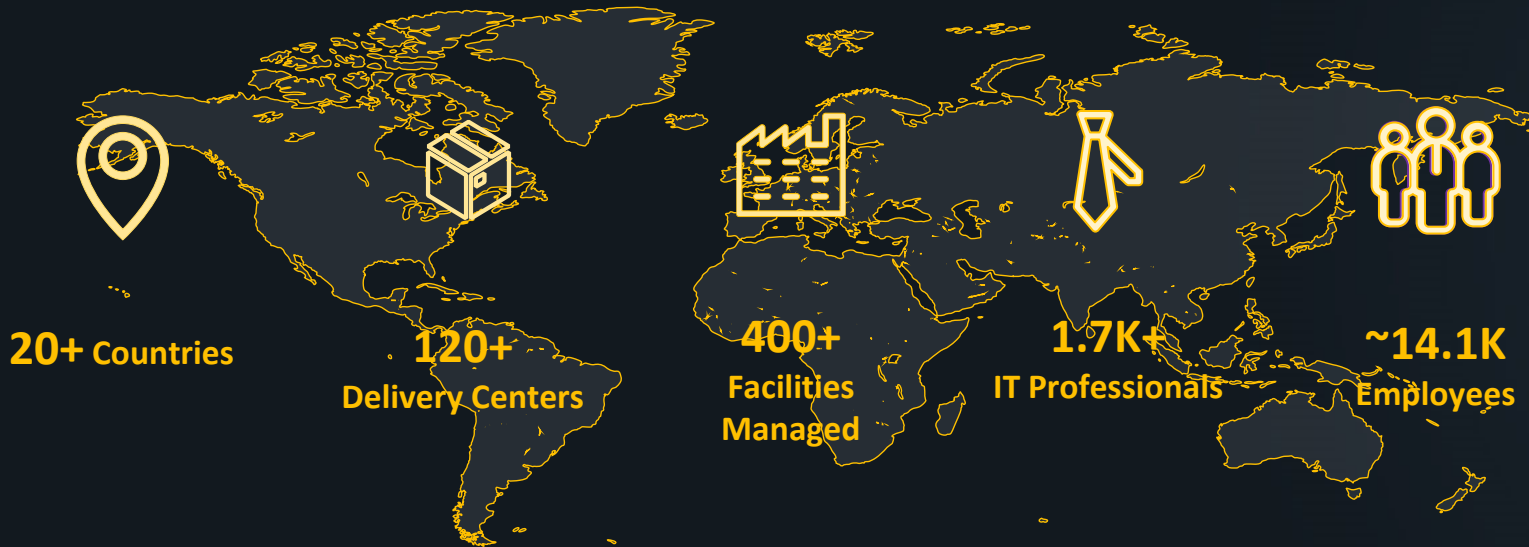 20+ Countries
120+
Delivery Centers
400+
Facilities
Managed
1.7K+
IT Professionals
~14.1K
Employees